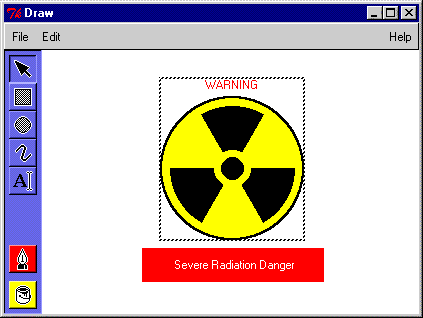 Draw
File Edit Help
WARNING
A
Severe Radiation Danger